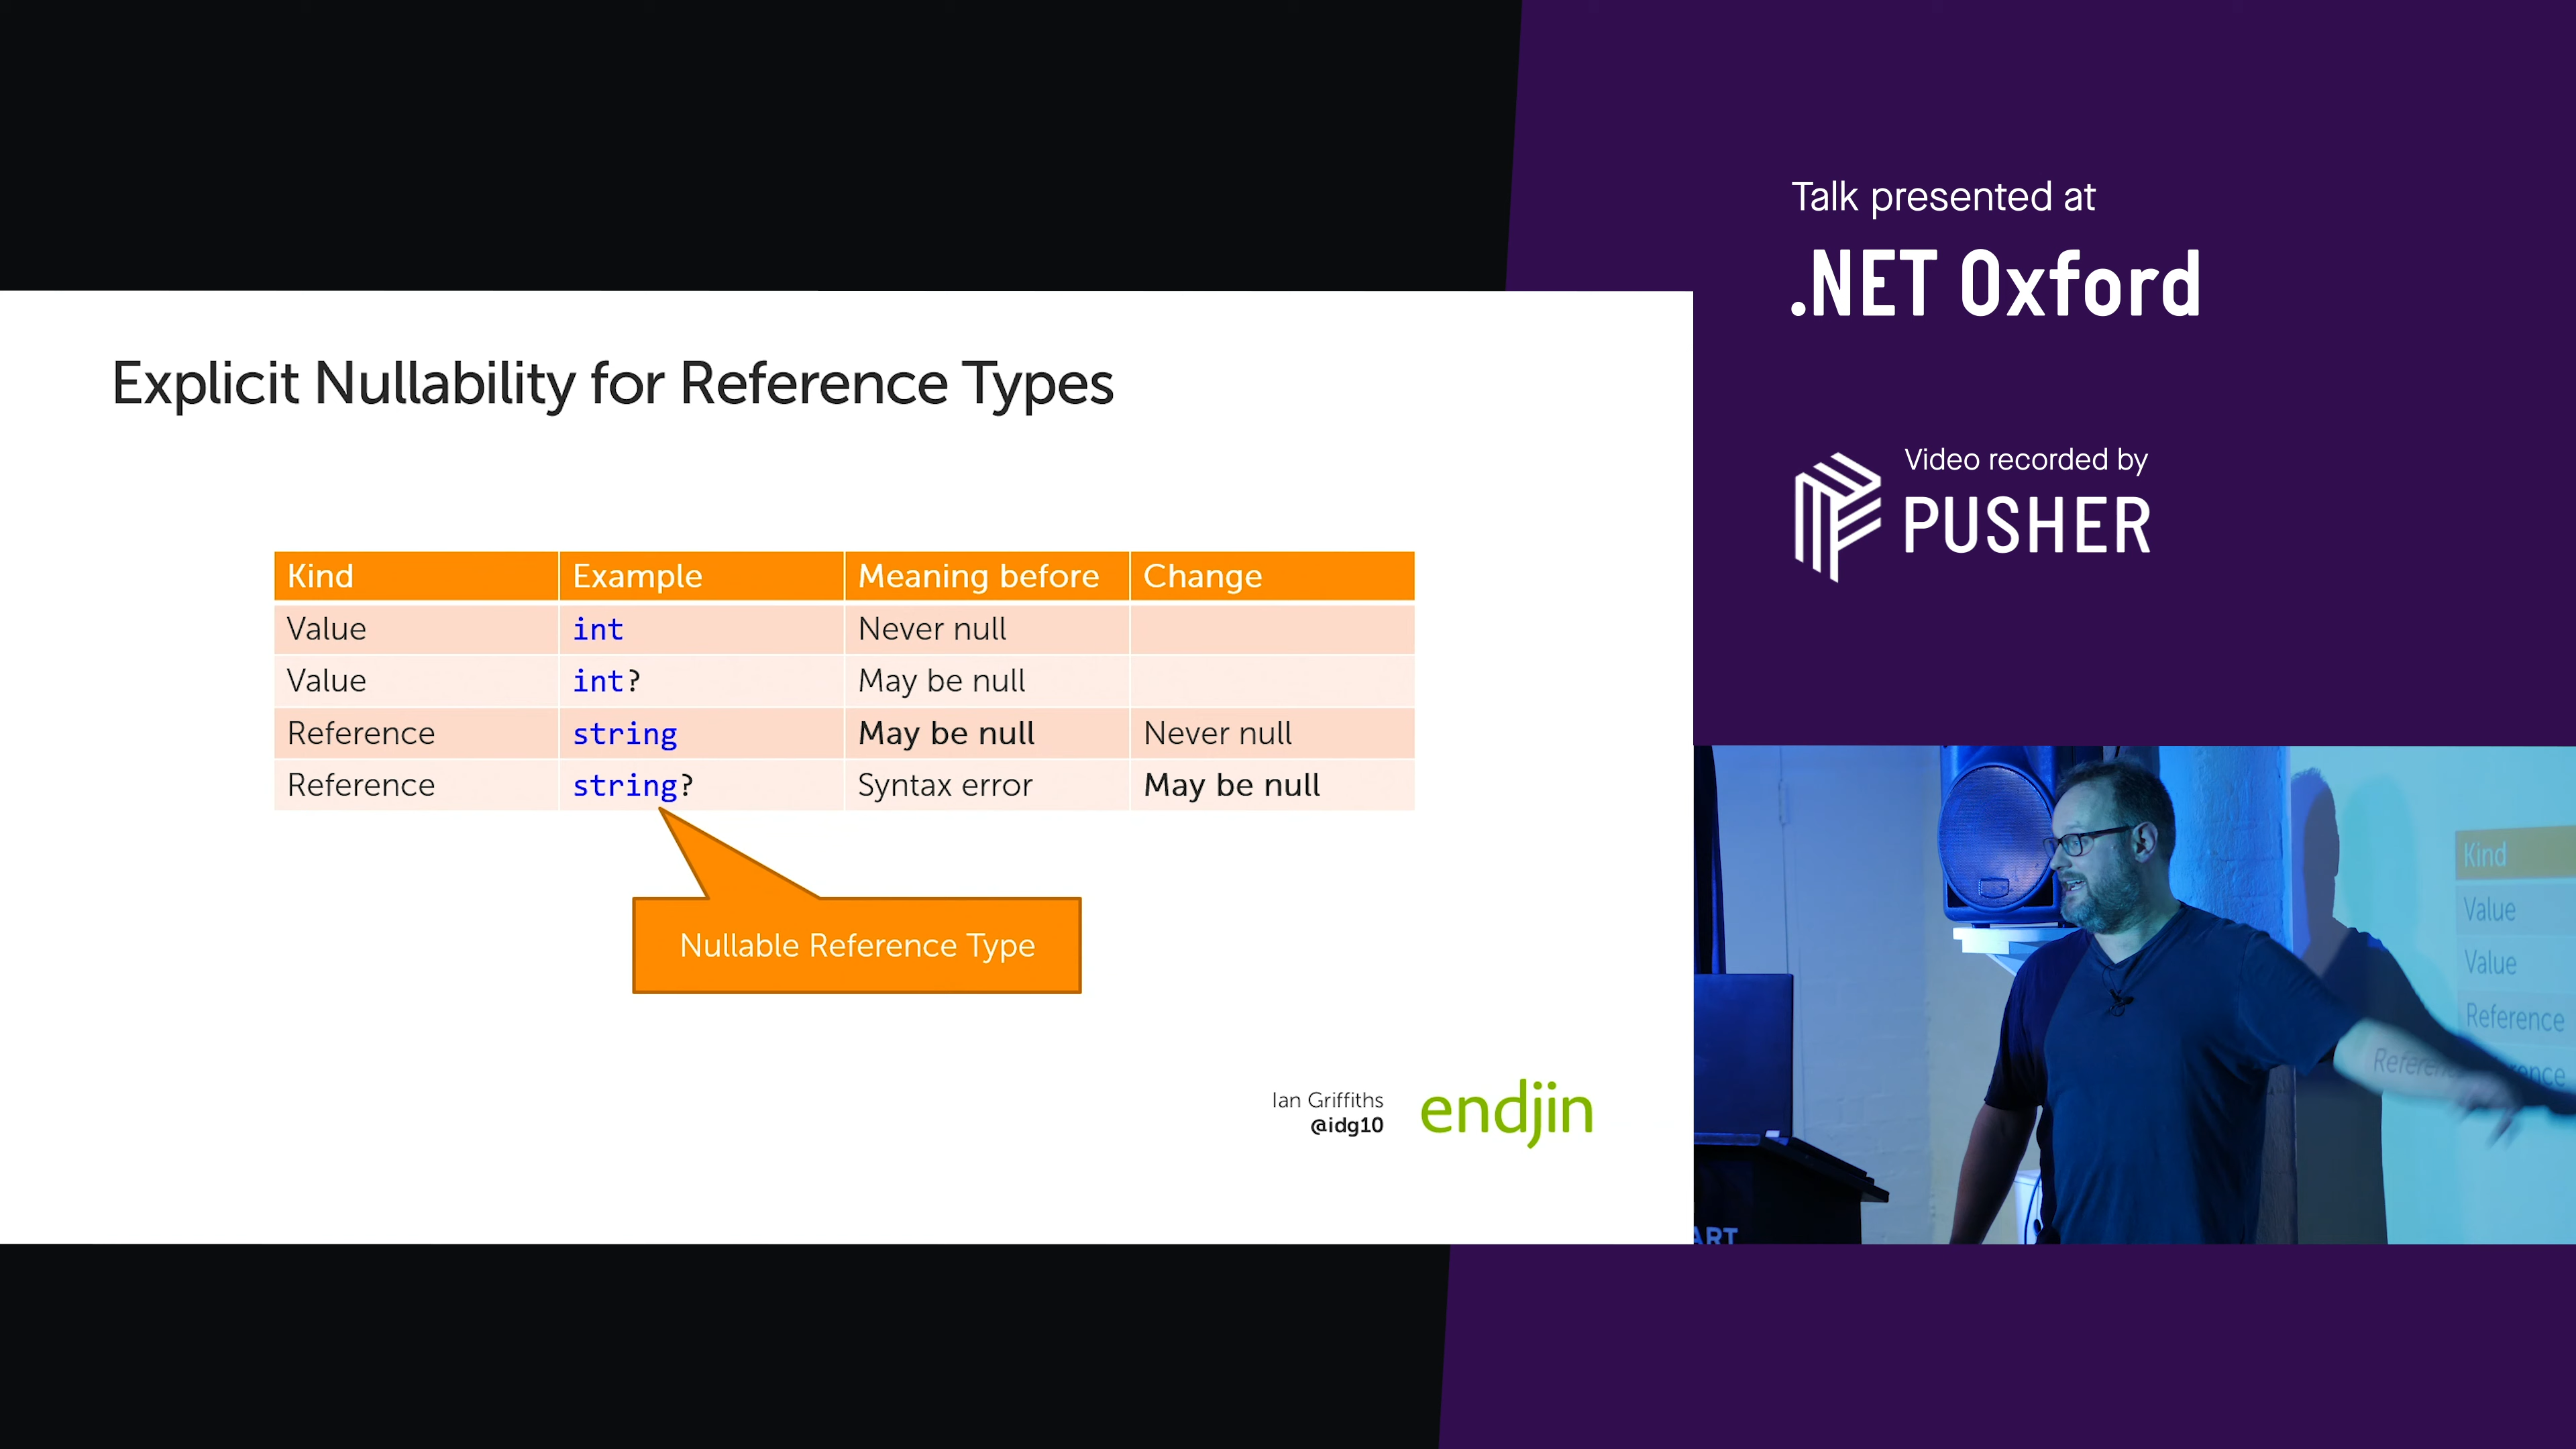 Talk presented at
.NET Oxford
Video recorded by
PUSHER
Explicit Nullability for Reference Types
Kind Example Meaning before Change
Value int Never null
Value int? May be null
Reference string May be null Never null
Reference string? Syntax error May be null
Nullable Reference Type
Ian Griffiths
@idg10
endjin
Kind
Value
Value
Reference
ART